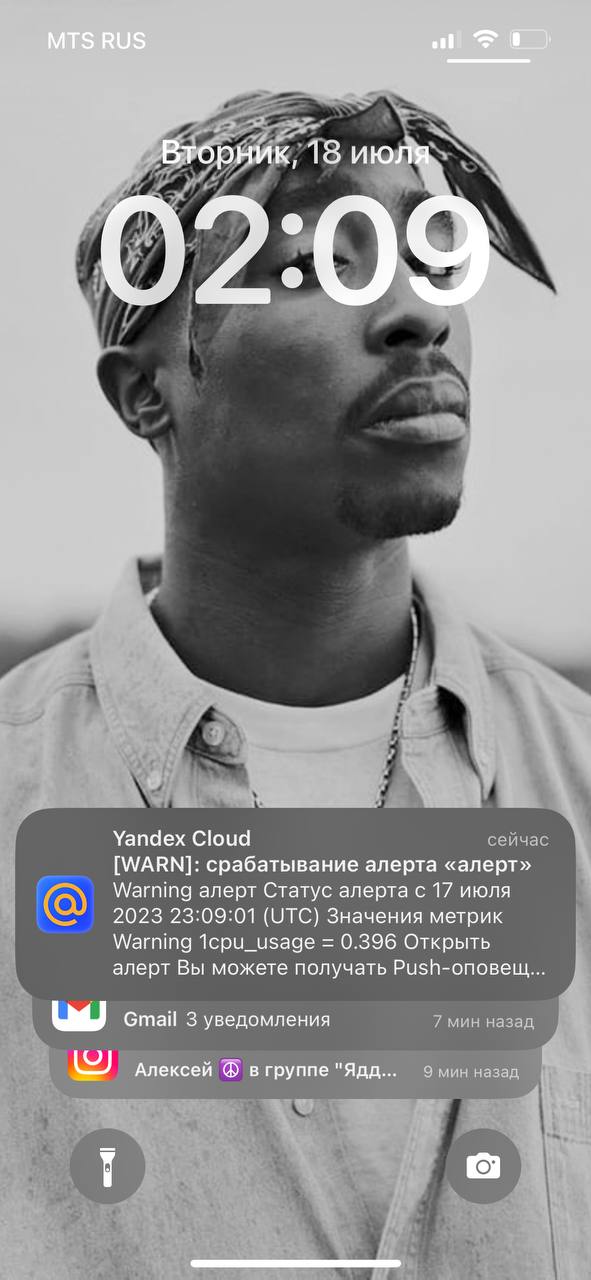 MTS RUS
Вторник, 18 июля
02:09
Yandex Cloud сейчас
[WARN]: срабатывание алерта «алерт»
Warning алерт Статус алерта с 17 июля
2023 23:09:01 (UTC) Значения метрик
Warning 1cpu_usage = 0.396 Открыть
алерт Вы можете получать Push-оповещ...
Gmail 3 уведомления 7 мин назад
Алексей ☮️ в группе "Ядд... 9 мин назад